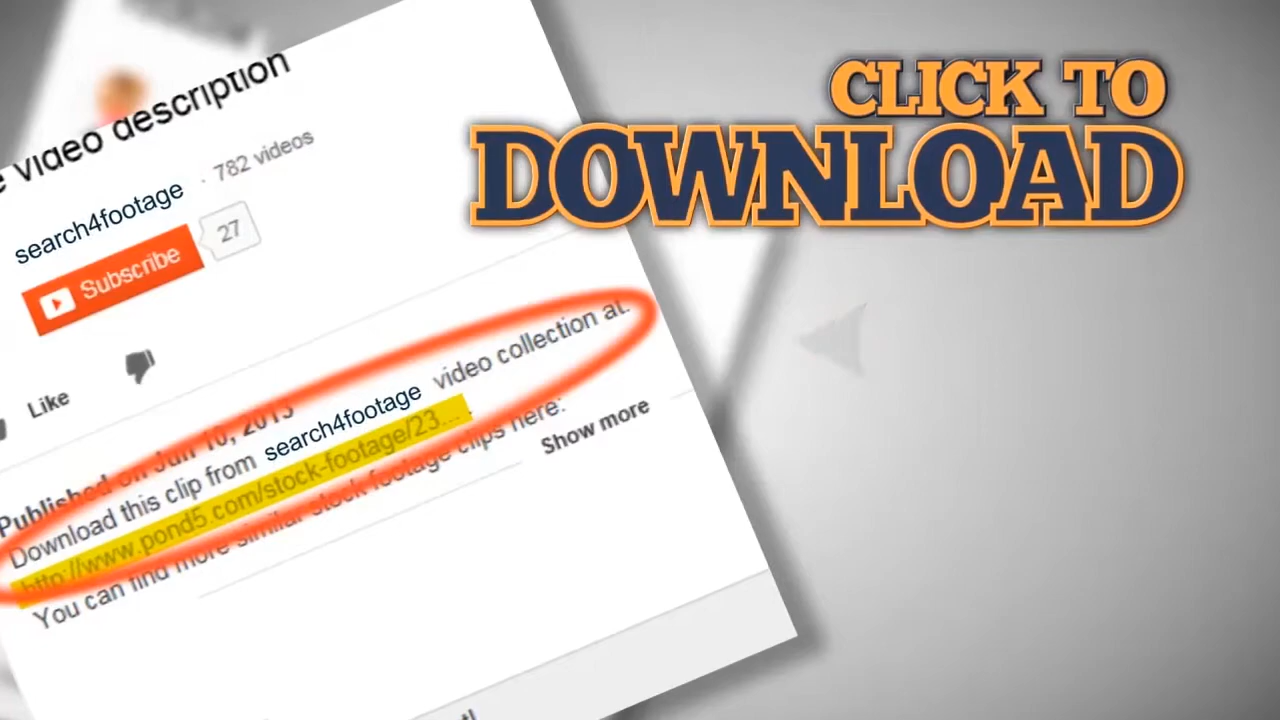 CLICK TO
DOWNLOAD
e video description
search4footage · 782 videos
Subscribe 27
Like
Published on Jun 10, 2013
Download this clip from search4footage video collection at:
http://www.pond5.com/stock-footage/23... .
You can find more similar stock footage clips here:
Show more